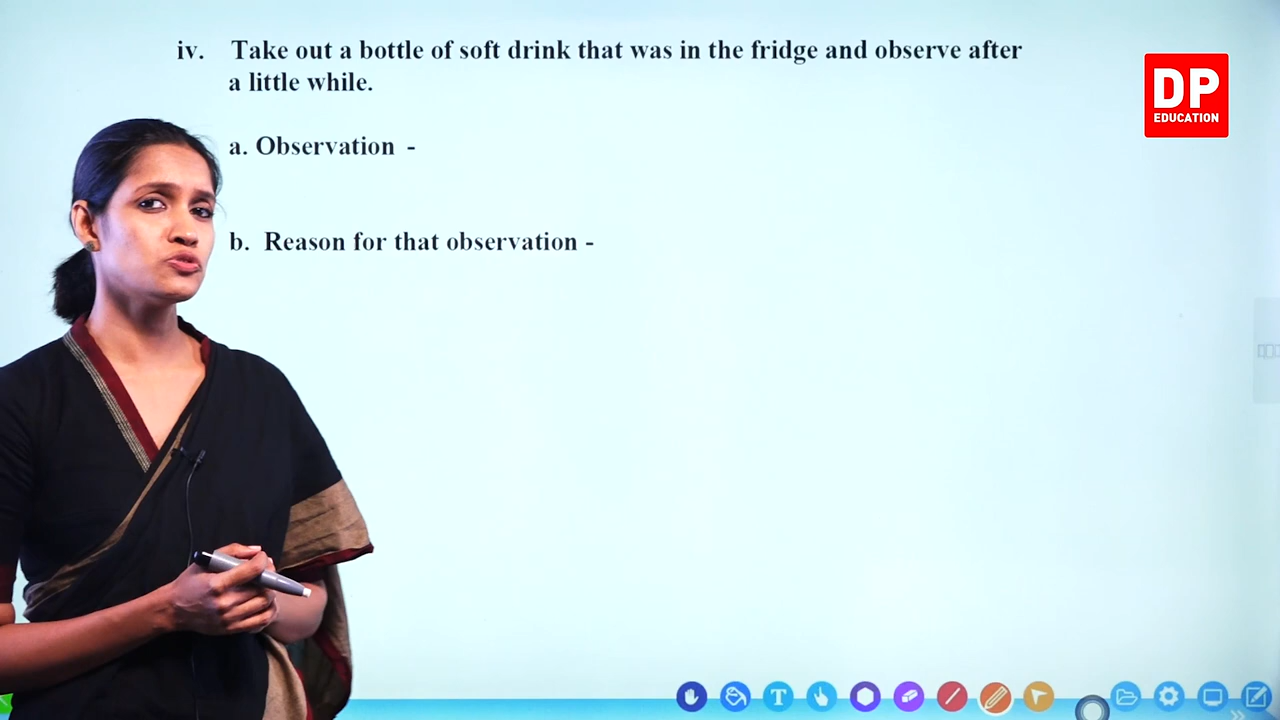 iv. Take out a bottle of soft drink that was in the fridge and observe after
a little while.
DP
EDUCATION
a. Observation -
b. Reason for that observation -
T